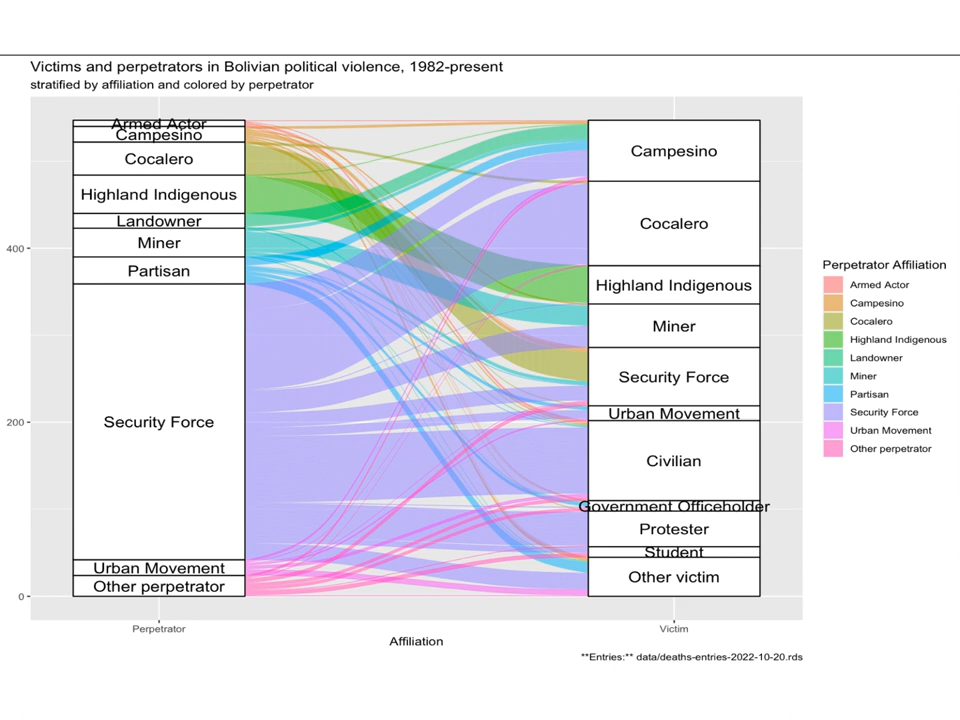 Victims and perpetrators in Bolivian political violence, 1982-present
stratified by affiliation and colored by perpetrator
Armed Actor
Campesino
Cocalero
Highland Indigenous
Landowner
Miner
Partisan
Security Force
Urban Movement
Other perpetrator
Campesino
Cocalero
Highland Indigenous
Miner
Security Force
Urban Movement
Civilian
Government Officeholder
Protester
Student
Other victim
400
200
0
Perpetrator
Victim
Affiliation
Perpetrator Affiliation
Armed Actor
Campesino
Cocalero
Highland Indigenous
Landowner
Miner
Partisan
Security Force
Urban Movement
Other perpetrator
**Entries:** data/deaths-entries-2022-10-20.rds